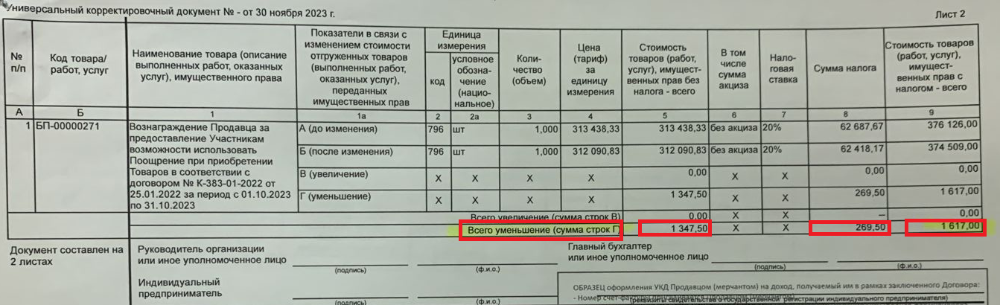 Универсальный корректировочный документ № - от 30 ноября 2023 г.
Лист 2
№ п/п
Код товара/ работ, услуг
Наименование товара (описание
выполненных работ, оказанных
услуг), имущественного права
Показатели в связи с
изменением стоимости
отгруженных товаров
(выполненных работ,
оказанных услуг),
переданных
имущественных прав
Единица
измерения
код
условное
обозна-
чение
(нацио-
нальное)
Коли-
чество
(объем)
Цена
(тариф)
за
единицу
измерения
Стоимость
товаров (работ,
услуг), имущест-
венных прав без
налога - всего
В том
числе
сумма
акциза
Нало-
говая
ставка
Сумма налога
Стоимость товаров
(работ, услуг),
имущест-
венных прав с
налогом - всего
А Б 1 1а 2 2а 3 4 5 6 7 8 9
1 БП-00000271
Вознаграждение Продавца за
предоставление Участникам
возможности использовать
Поощрение при приобретении
Товаров в соответствии с
договором № К-383-01-2022 от
25.01.2022 за период с 01.10.2023
по 31.10.2023
А (до изменения) 796 шт 1,000 313 438,33 313 438,33 без акциза 20% 62 687,67 376 126,00
Б (после изменения) 796 шт 1,000 312 090,83 312 090,83 без акциза 20% 62 418,17 374 509,00
В (увеличение) X X X X 0,00 X X 0,00 0,00
Г (уменьшение) X X X X 1 347,50 X X 269,50 1 617,00
Всего увеличение (сумма строк В) 0,00 X X – 0,00
Всего уменьшение (сумма строк Г) 1 347,50 X X 269,50 1 617,00
Документ составлен на
2 листах
Руководитель организации
или иное уполномоченное лицо
(подпись) (ф.и.о.)
Главный бухгалтер
или иное уполномоченное лицо
(подпись) (ф.и.о.)
Индивидуальный
предприниматель
(подпись) (ф.и.о.)
ОБРАЗЕЦ оформления УКД Продавцом (мерчантом) на доход, получаемый им в рамках заключенного Договора:
- Номер счет-фактуры
(реквизиты свидетельства о государственной регистрации индивидуального предпринимателя)